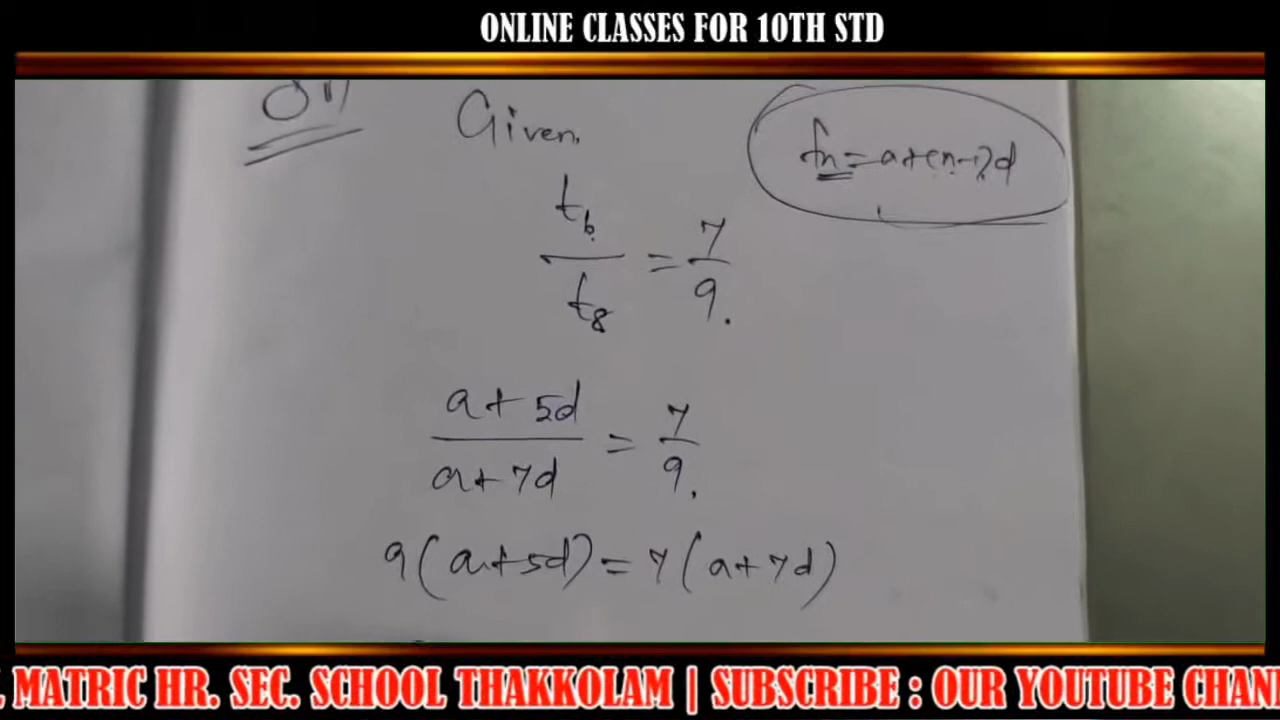 ONLINE CLASSES FOR 10TH STD
Given,
tn = a+(n-1)d
t6
/
t8
= 7/9.
a+5d
/
a+7d
= 7/9.
9(a+5d) = 7(a+7d)
. MATRIC HR. SEC. SCHOOL THAKKOLAM | SUBSCRIBE : OUR YOUTUBE CHAN